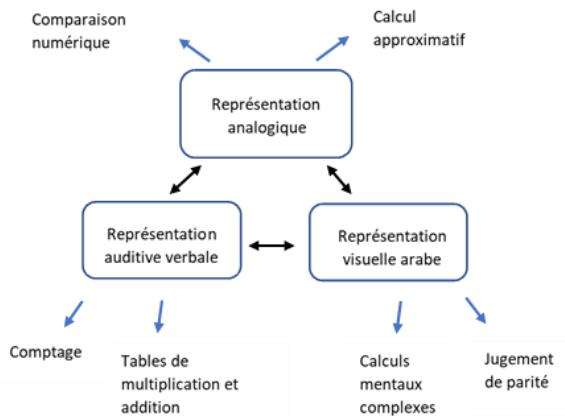 Comparaison
numérique
Calcul
approximatif
Représentation
analogique
Représentation
auditive verbale
Représentation
visuelle arabe
Comptage
Tables de
multiplication et
addition
Calculs
mentaux
complexes
Jugement
de parité